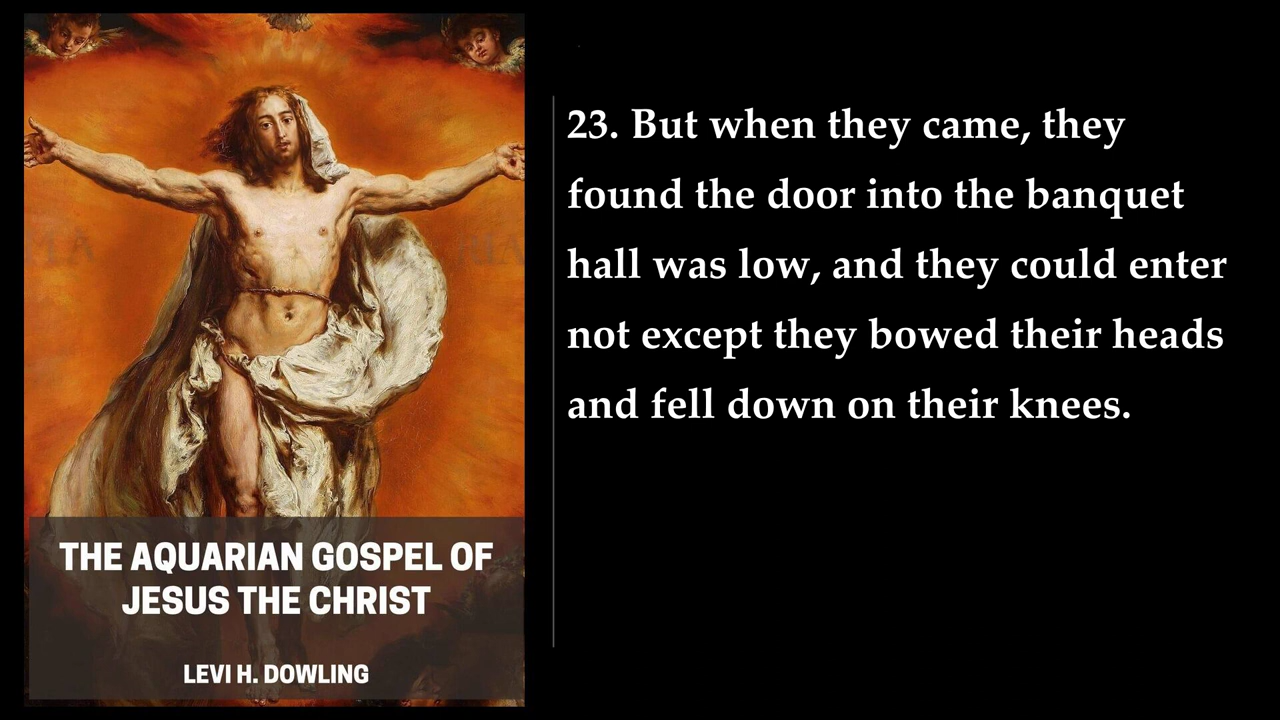 23. But when they came, they
found the door into the banquet
hall was low, and they could enter
not except they bowed their heads
and fell down on their knees.
THE AQUARIAN GOSPEL OF
JESUS THE CHRIST
LEVI H. DOWLING